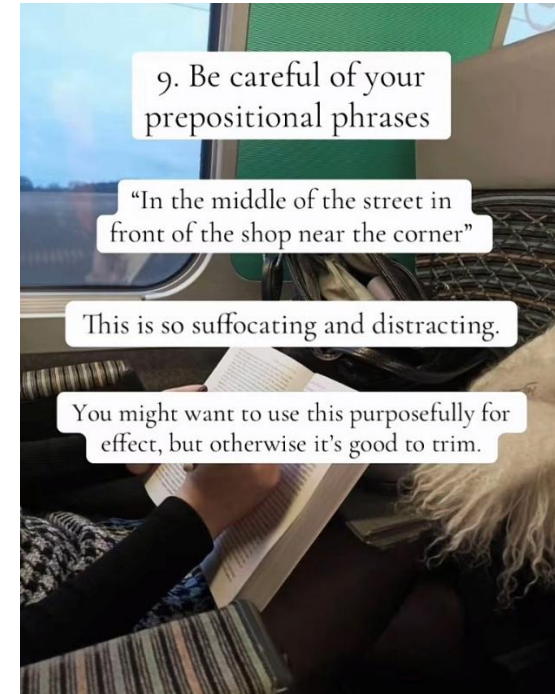 9. Be careful of your
prepositional phrases
“In the middle of the street in
front of the shop near the corner”
This is so suffocating and distracting.
You might want to use this purposefully for
effect, but otherwise it’s good to trim.